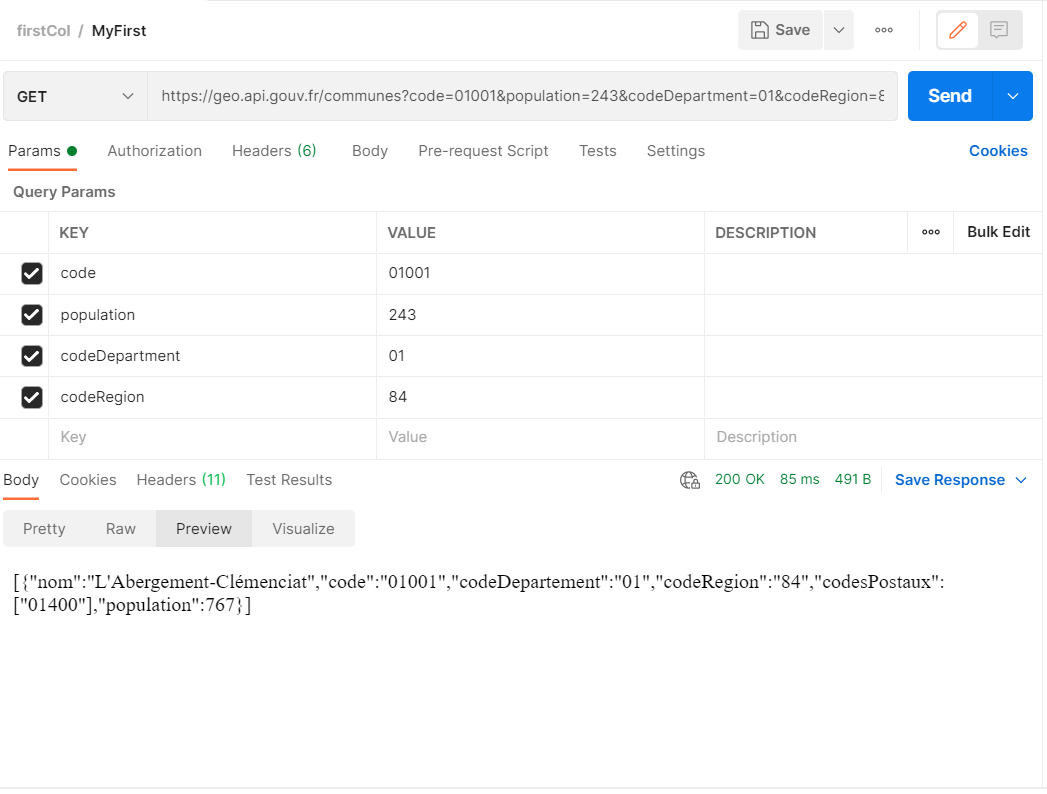 firstCol / MyFirst Save
GET https://geo.api.gouv.fr/communes?code=01001&population=243&codeDepartment=01&codeRegion=8 Send
Params Authorization Headers (6) Body Pre-request Script Tests Settings Cookies
Query Params
KEY VALUE DESCRIPTION Bulk Edit
code 01001
population 243
codeDepartment 01
codeRegion 84
Key Value Description
Body Cookies Headers (11) Test Results 200 OK 85 ms 491 B Save Response
Pretty Raw Preview Visualize
[{"nom":"L'Abergement-Clémenciat","code":"01001","codeDepartement":"01","codeRegion":"84","codesPostaux":
["01400"],"population":767}]